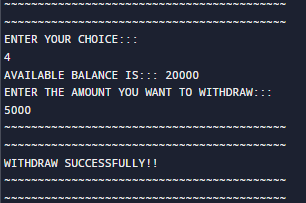 ~~~~~~~~~~~~~~~~~~~~~~~~~~~~~~~~~~~~~~~~
~~~~~~~~~~~~~~~~~~~~~~~~~~~~~~~~~~~~~~~~
ENTER YOUR CHOICE:::
4
AVAILABLE BALANCE IS::: 20000
ENTER THE AMOUNT YOU WANT TO WITHDRAW:::
5000
~~~~~~~~~~~~~~~~~~~~~~~~~~~~~~~~~~~~~~~~
~~~~~~~~~~~~~~~~~~~~~~~~~~~~~~~~~~~~~~~~
WITHDRAW SUCCESSFULLY!!
~~~~~~~~~~~~~~~~~~~~~~~~~~~~~~~~~~~~~~~~
~~~~~~~~~~~~~~~~~~~~~~~~~~~~~~~~~~~~~~~~